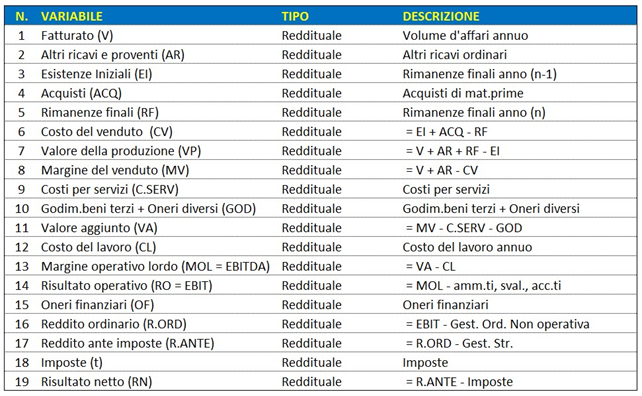 N. VARIABILE TIPO DESCRIZIONE
1 Fatturato (V) Reddituale Volume d'affari annuo
2 Altri ricavi e proventi (AR) Reddituale Altri ricavi ordinari
3 Esistenze Iniziali (EI) Reddituale Rimanenze finali anno (n-1)
4 Acquisti (ACQ) Reddituale Acquisti di mat.prime
5 Rimanenze finali (RF) Reddituale Rimanenze finali anno (n)
6 Costo del venduto (CV) Reddituale = EI + ACQ - RF
7 Valore della produzione (VP) Reddituale = V + AR + RF - EI
8 Margine del venduto (MV) Reddituale = V + AR - CV
9 Costi per servizi (C.SERV) Reddituale Costi per servizi
10 Godim.beni terzi + Oneri diversi (GOD) Reddituale Godim.beni terzi + Oneri diversi
11 Valore aggiunto (VA) Reddituale = MV - C.SERV - GOD
12 Costo del lavoro (CL) Reddituale Costo del lavoro annuo
13 Margine operativo lordo (MOL = EBITDA) Reddituale = VA - CL
14 Risultato operativo (RO = EBIT) Reddituale = MOL - amm.ti, sval., acc.ti
15 Oneri finanziari (OF) Reddituale Oneri finanziari
16 Reddito ordinario (R.ORD) Reddituale = EBIT - Gest. Ord. Non operativa
17 Reddito ante imposte (R.ANTE) Reddituale = R.ORD - Gest. Str.
18 Imposte (t) Reddituale Imposte
19 Risultato netto (RN) Reddituale = R.ANTE - Imposte